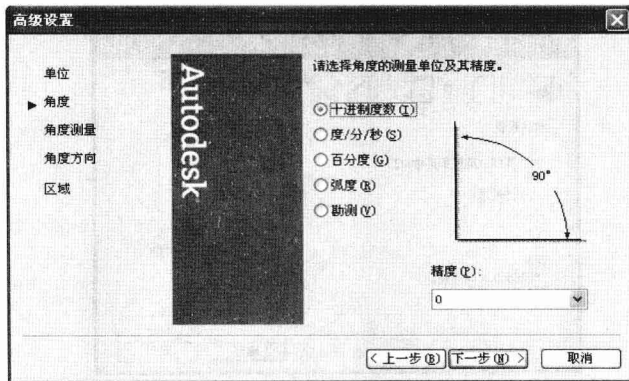 高级设置
单位
角度
角度测量
角度方向
区域
Autodesk
请选择角度的测量单位及其精度。
十进制度数(I)
度/分/秒(S)
百分度(G)
弧度(R)
勘测(V)
90°
精度(P):
0
<上一步(B)
下一步(N)>
取消